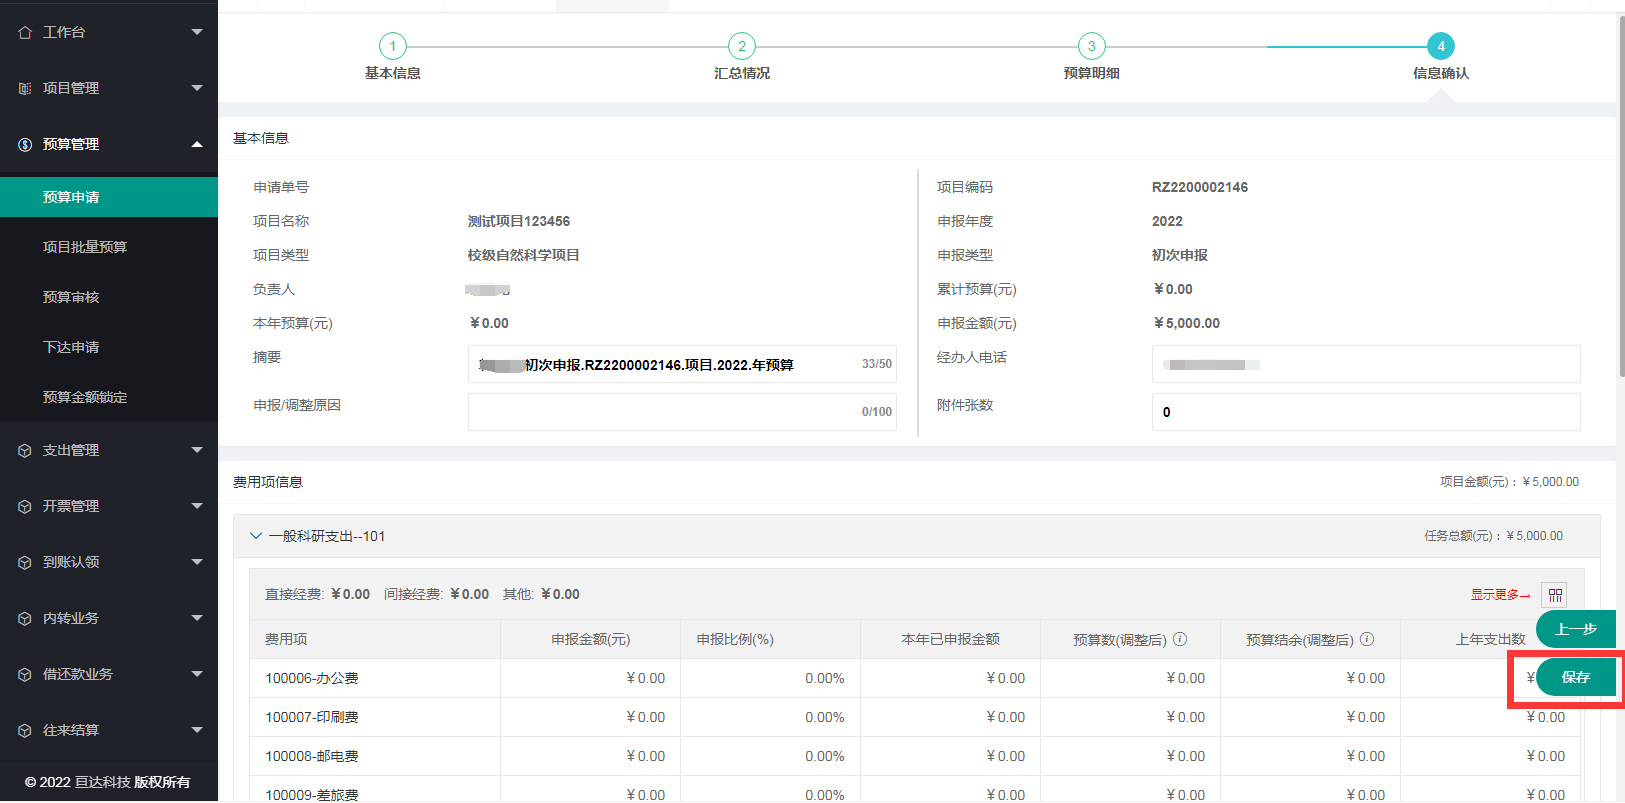 工作台
项目管理
预算管理
预算申请
项目批量预算
预算审核
下达申请
预算金额锁定
支出管理
开票管理
到账认领
内转业务
借还款业务
往来结算
© 2022 亘达科技 版权所有
1 2 3 4
基本信息 汇总情况 预算明细 信息确认
基本信息
申请单号 项目编码 RZ2200002146
项目名称 测试项目123456 申报年度 2022
项目类型 校级自然科学项目 申报类型 初次申报
负责人 累计预算(元) ¥0.00
本年预算(元) ¥0.00 申报金额(元) ¥5,000.00
摘要 初次申报.RZ2200002146.项目.2022.年预算 33/50 经办人电话
申报/调整原因 0/100 附件张数 0
费用项信息 项目金额(元)：¥5,000.00
一般科研支出--101 任务总额(元)：¥5,000.00
直接经费: ¥0.00 间接经费: ¥0.00 其他: ¥0.00 显示更多→
上一步
费用项 申报金额(元) 申报比例(%) 本年已申报金额 预算数(调整后) 预算结余(调整后) 上年支出数
100006-办公费 ¥0.00 0.00% ¥0.00 ¥0.00 ¥0.00 ¥
保存
100007-印刷费 ¥0.00 0.00% ¥0.00 ¥0.00 ¥0.00 ¥0.00
100008-邮电费 ¥0.00 0.00% ¥0.00 ¥0.00 ¥0.00 ¥0.00
100009-差旅费 ¥0.00 0.00% ¥0.00 ¥0.00 ¥0.00 ¥0.00